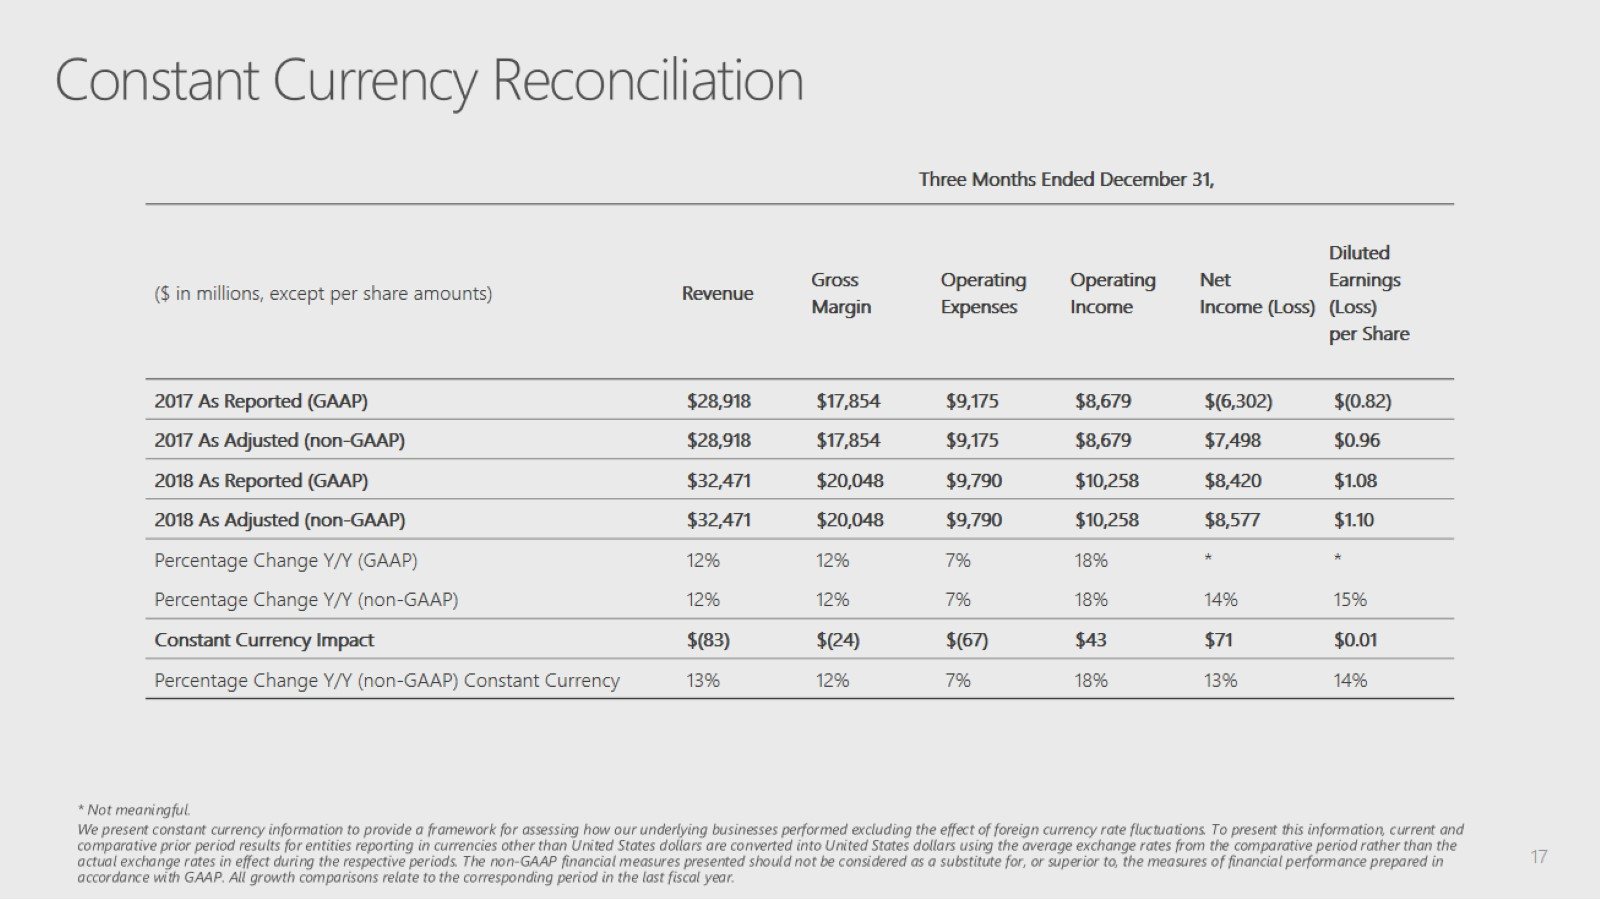 Constant Currency Reconciliation
Three Months Ended December 31,
($ in millions, except per share amounts) Revenue Gross Margin Operating Expenses Operating Income Net Income (Loss) Diluted Earnings (Loss) per Share
2017 As Reported (GAAP) $28,918 $17,854 $9,175 $8,679 $(6,302) $(0.82)
2017 As Adjusted (non-GAAP) $28,918 $17,854 $9,175 $8,679 $7,498 $0.96
2018 As Reported (GAAP) $32,471 $20,048 $9,790 $10,258 $8,420 $1.08
2018 As Adjusted (non-GAAP) $32,471 $20,048 $9,790 $10,258 $8,577 $1.10
Percentage Change Y/Y (GAAP) 12% 12% 7% 18% * *
Percentage Change Y/Y (non-GAAP) 12% 12% 7% 18% 14% 15%
Constant Currency Impact $(83) $(24) $(67) $43 $71 $0.01
Percentage Change Y/Y (non-GAAP) Constant Currency 13% 12% 7% 18% 13% 14%
* Not meaningful.
We present constant currency information to provide a framework for assessing how our underlying businesses performed excluding the effect of foreign currency rate fluctuations. To present this information, current and
comparative prior period results for entities reporting in currencies other than United States dollars are converted into United States dollars using the average exchange rates from the comparative period rather than the
actual exchange rates in effect during the respective periods. The non-GAAP financial measures presented should not be considered as a substitute for, or superior to, the measures of financial performance prepared in
accordance with GAAP. All growth comparisons relate to the corresponding period in the last fiscal year.
17